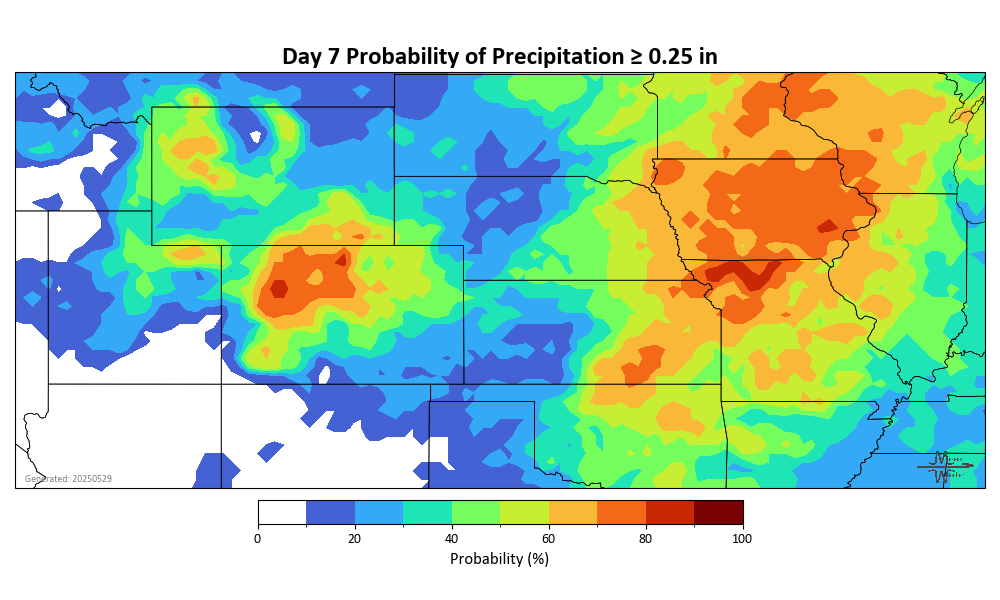 Day 7 Probability of Precipitation ≥ 0.25 in
Generated: 20250529
0 20 40 60 80 100
Probability (%)